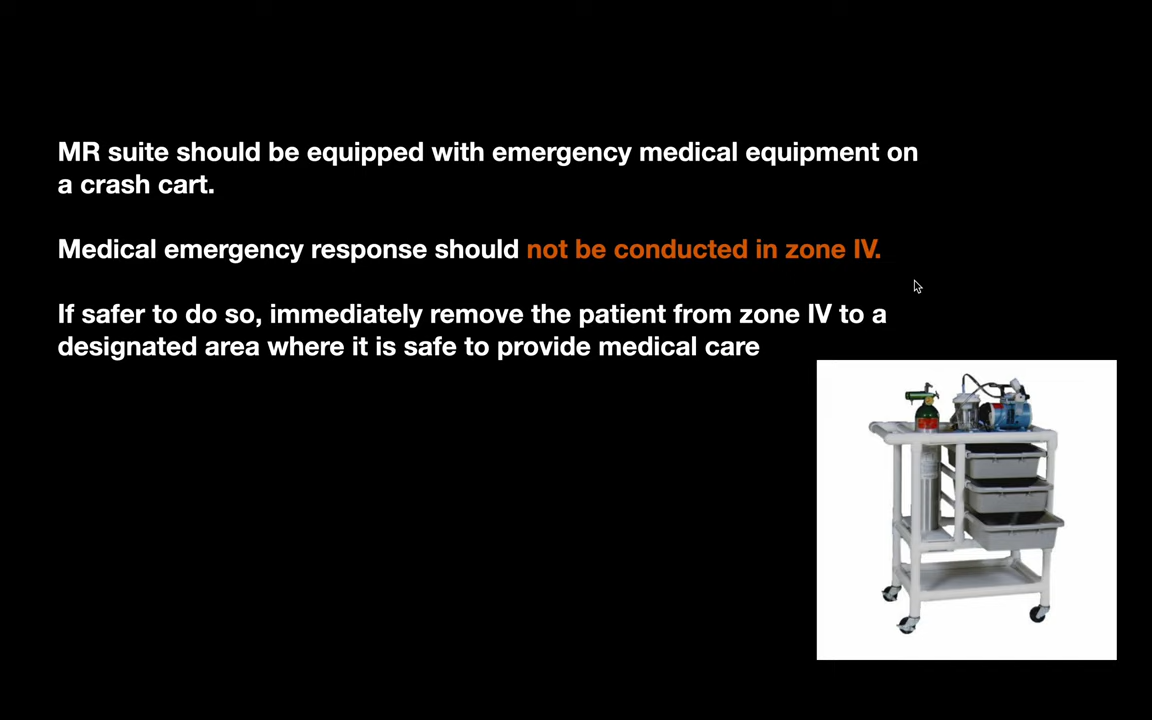 MR suite should be equipped with emergency medical equipment on
a crash cart.
Medical emergency response should not be conducted in zone IV.
If safer to do so, immediately remove the patient from zone IV to a
designated area where it is safe to provide medical care